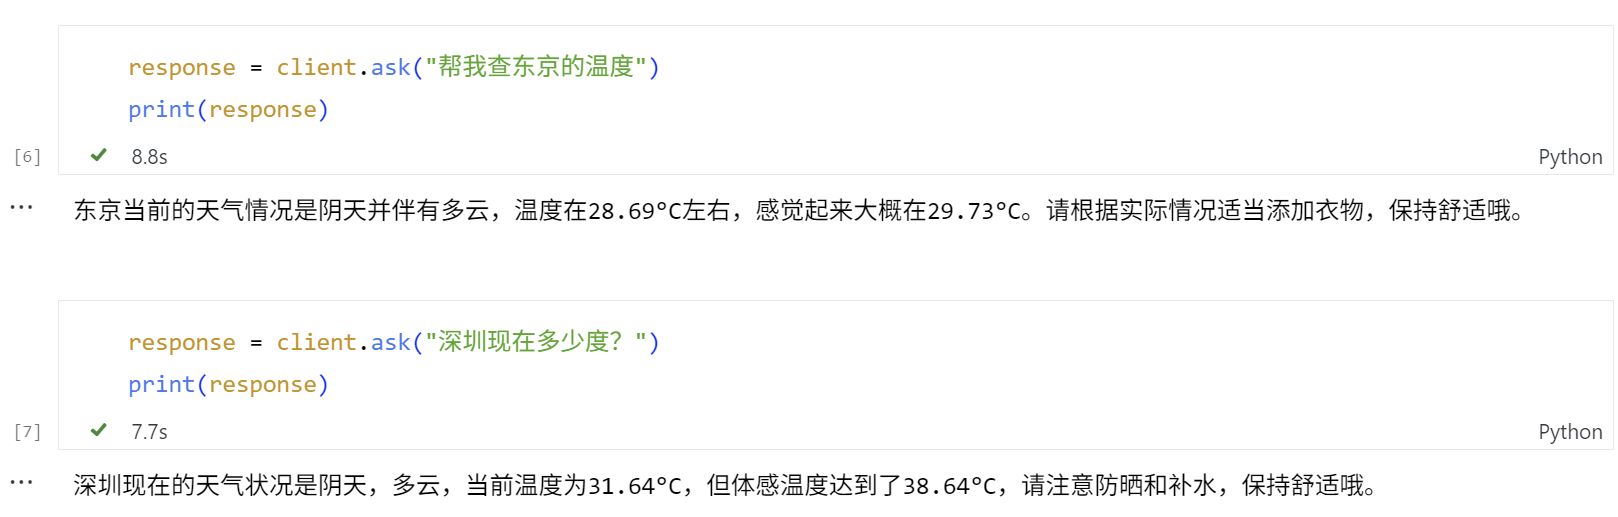 response = client.ask("帮我查东京的温度")
print(response)
[6] 8.8s Python
东京当前的天气情况是阴天并伴有多云，温度在28.69°C左右，感觉起来大概在29.73°C。请根据实际情况适当添加衣物，保持舒适哦。
response = client.ask("深圳现在多少度？")
print(response)
[7] 7.7s Python
深圳现在的天气状况是阴天，多云，当前温度为31.64°C，但体感温度达到了38.64°C，请注意防晒和补水，保持舒适哦。